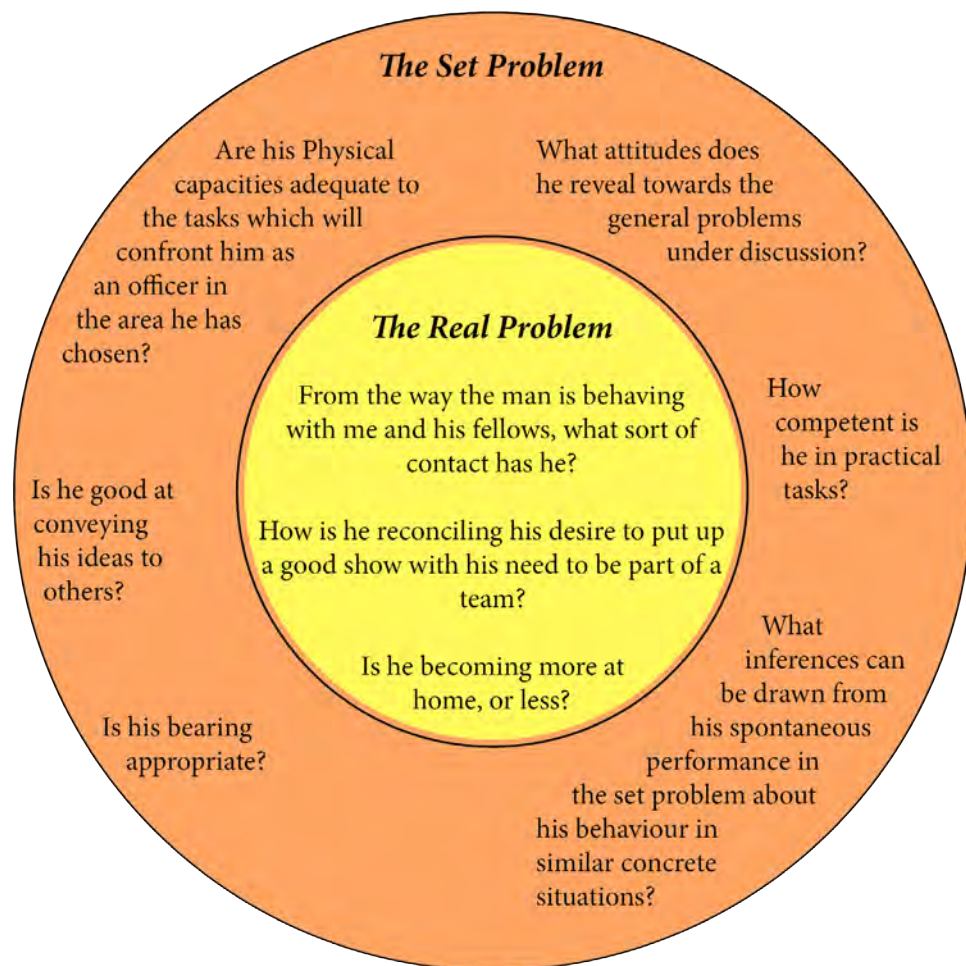 The Set Problem
Are his Physical
capacities adequate to
the tasks which will
confront him as
an officer in
the area he has
chosen?
What attitudes does
he reveal towards the
general problems
under discussion?
The Real Problem
From the way the man is behaving
with me and his fellows, what sort of
contact has he?
How is he reconciling his desire to put up
a good show with his need to be part of a
team?
Is he becoming more at
home, or less?
How
competent is
he in practical
tasks?
Is he good at
conveying
his ideas to
others?
What
inferences can
be drawn from
his spontaneous
performance in
the set problem about
his behaviour in
similar concrete
situations?
Is his bearing
appropriate?